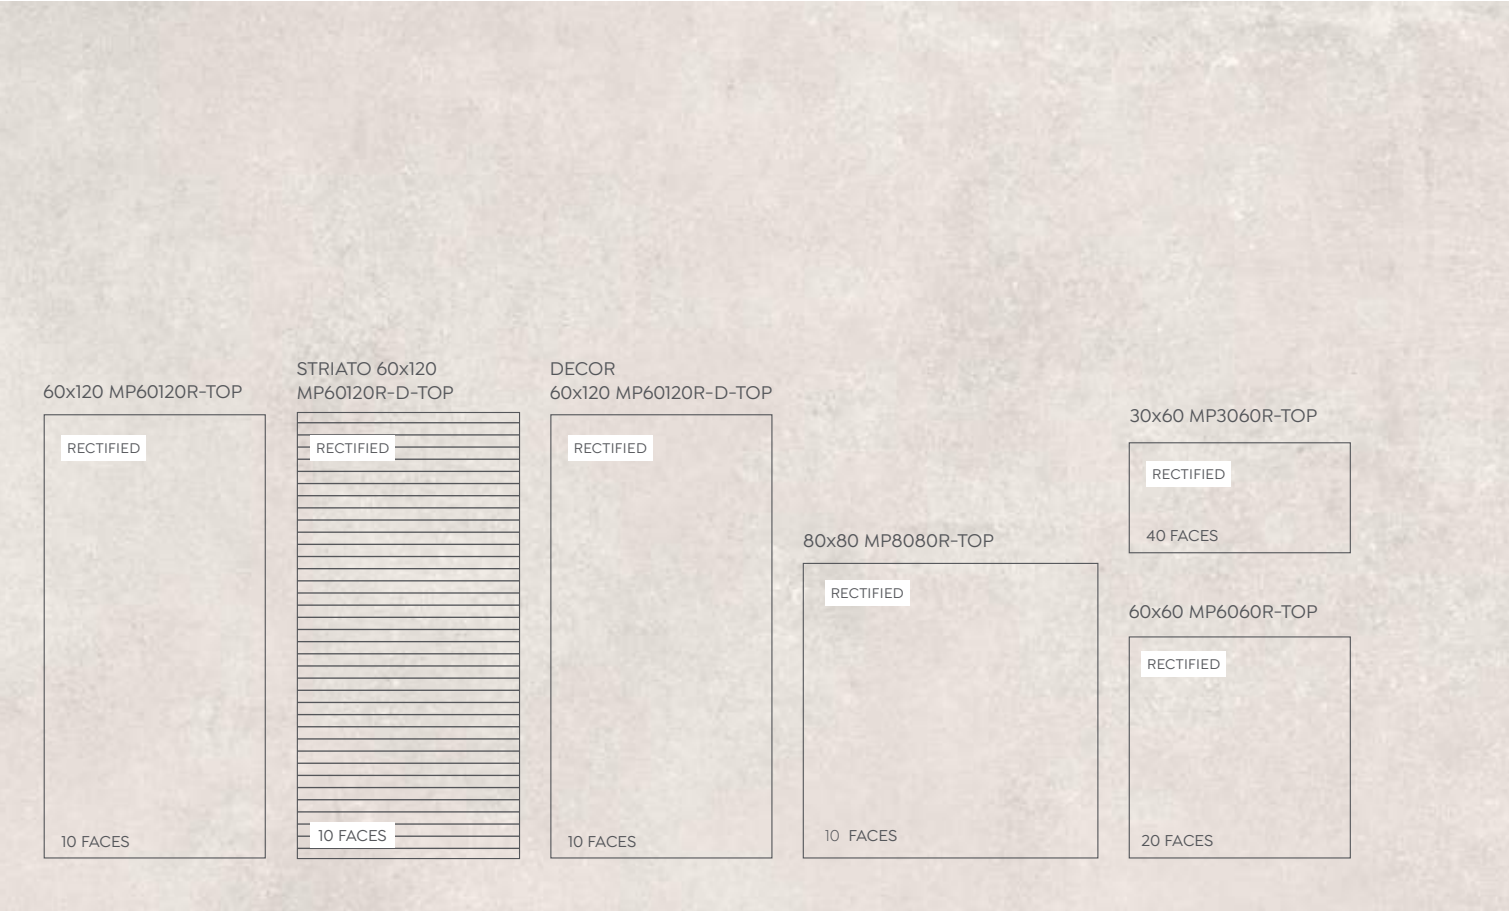 60x120 MP60120R-TOP
RECTIFIED
10 FACES
STRIATO 60x120
MP60120R-D-TOP
RECTIFIED
10 FACES
DECOR
60x120 MP60120R-D-TOP
RECTIFIED
10 FACES
80x80 MP8080R-TOP
RECTIFIED
10 FACES
30x60 MP3060R-TOP
RECTIFIED
40 FACES
60x60 MP6060R-TOP
RECTIFIED
20 FACES